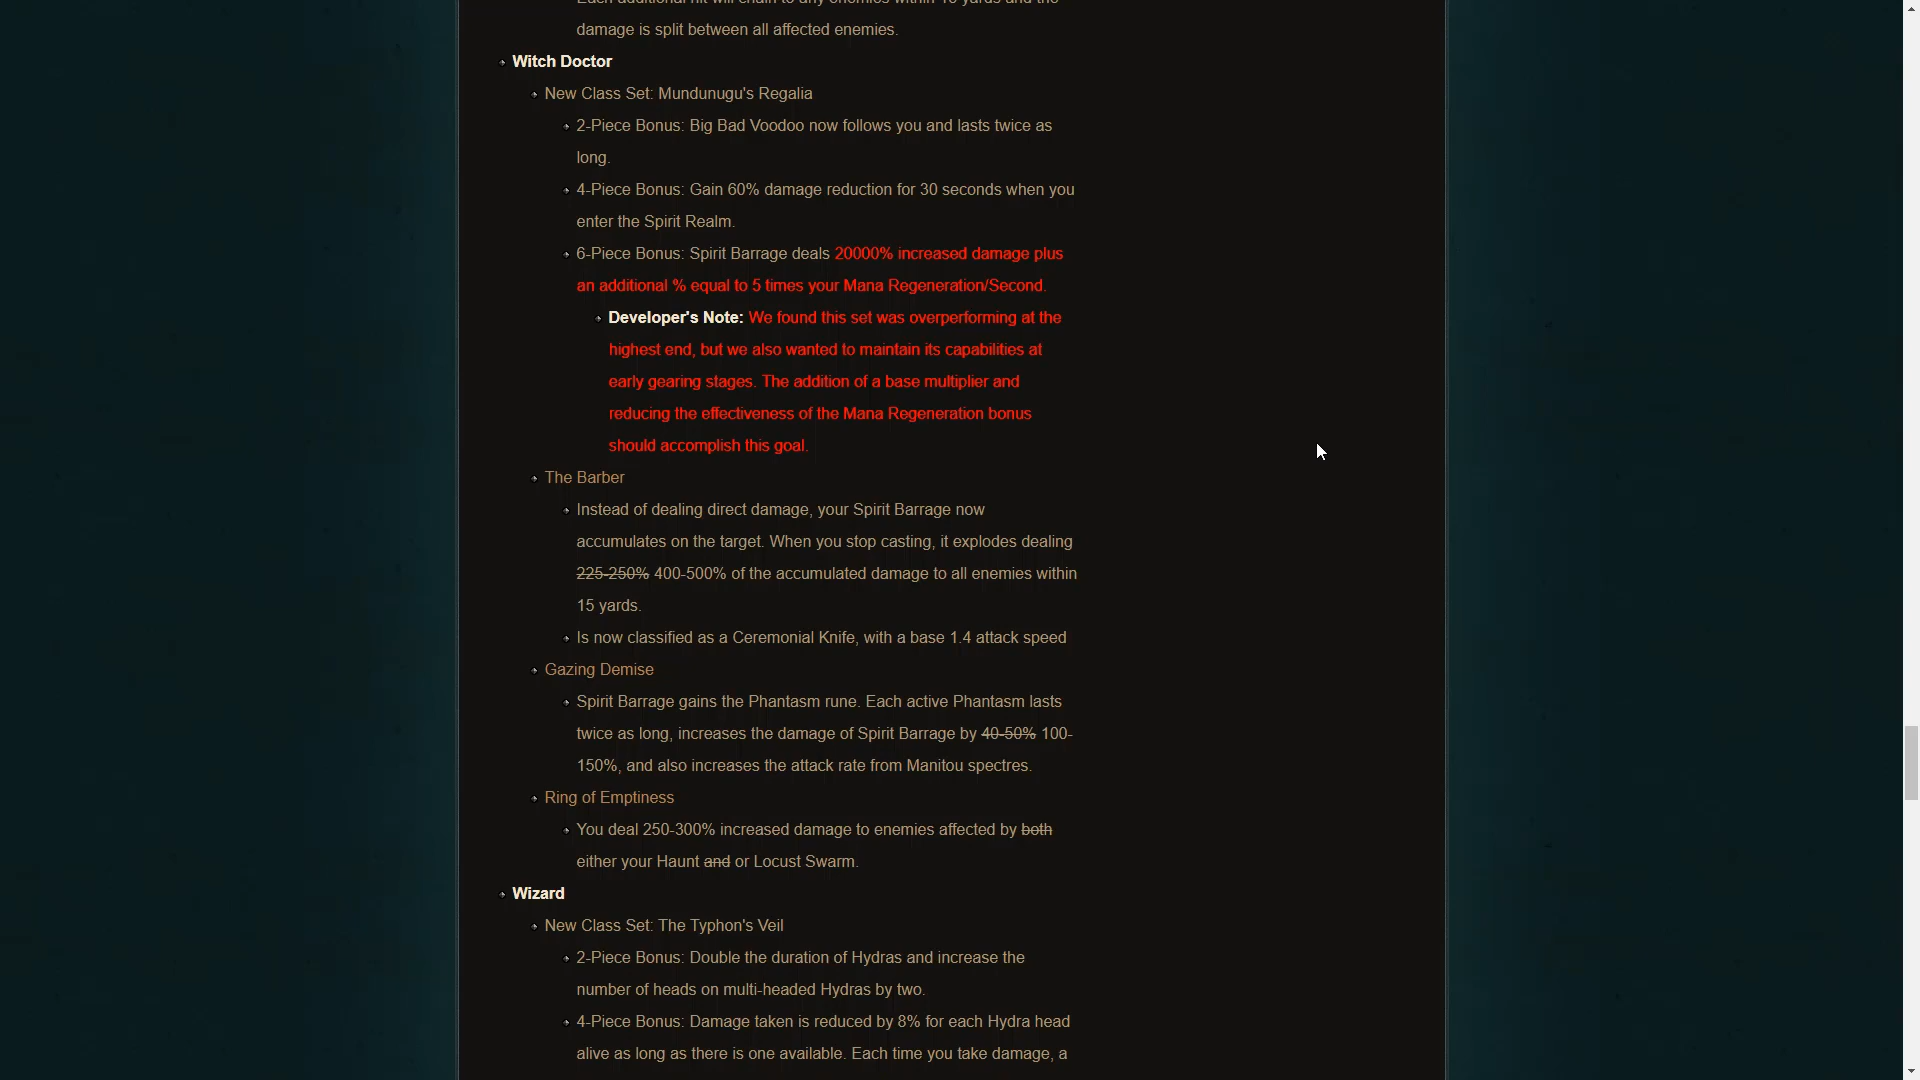 Each additional hit will chain to any enemies within 15 yards and the
damage is split between all affected enemies.
Witch Doctor
New Class Set: Mundunugu's Regalia
2-Piece Bonus: Big Bad Voodoo now follows you and lasts twice as
long.
4-Piece Bonus: Gain 60% damage reduction for 30 seconds when you
enter the Spirit Realm.
6-Piece Bonus: Spirit Barrage deals 20000% increased damage plus
an additional % equal to 5 times your Mana Regeneration/Second.
Developer's Note: We found this set was overperforming at the
highest end, but we also wanted to maintain its capabilities at
early gearing stages. The addition of a base multiplier and
reducing the effectiveness of the Mana Regeneration bonus
should accomplish this goal.
The Barber
Instead of dealing direct damage, your Spirit Barrage now
accumulates on the target. When you stop casting, it explodes dealing
225-250% 400-500% of the accumulated damage to all enemies within
15 yards.
Is now classified as a Ceremonial Knife, with a base 1.4 attack speed
Gazing Demise
Spirit Barrage gains the Phantasm rune. Each active Phantasm lasts
twice as long, increases the damage of Spirit Barrage by 40-50% 100-
150%, and also increases the attack rate from Manitou spectres.
Ring of Emptiness
You deal 250-300% increased damage to enemies affected by both
either your Haunt and or Locust Swarm.
Wizard
New Class Set: The Typhon's Veil
2-Piece Bonus: Double the duration of Hydras and increase the
number of heads on multi-headed Hydras by two.
4-Piece Bonus: Damage taken is reduced by 8% for each Hydra head
alive as long as there is one available. Each time you take damage, a